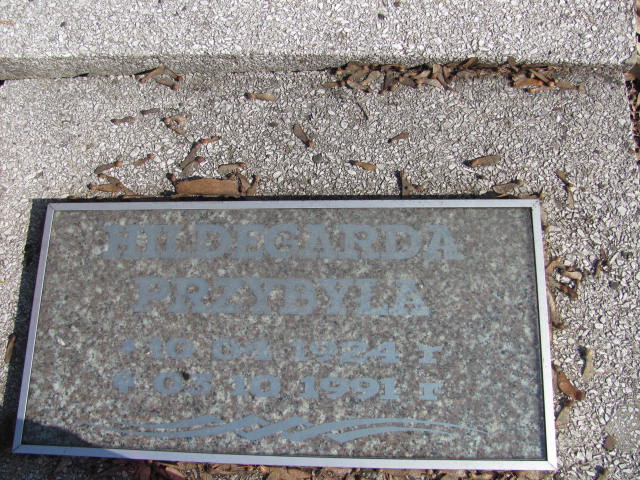 HILDEGARDA
PRZYBYLA
* 10 04 1924 r
+ 03 10 1991 r